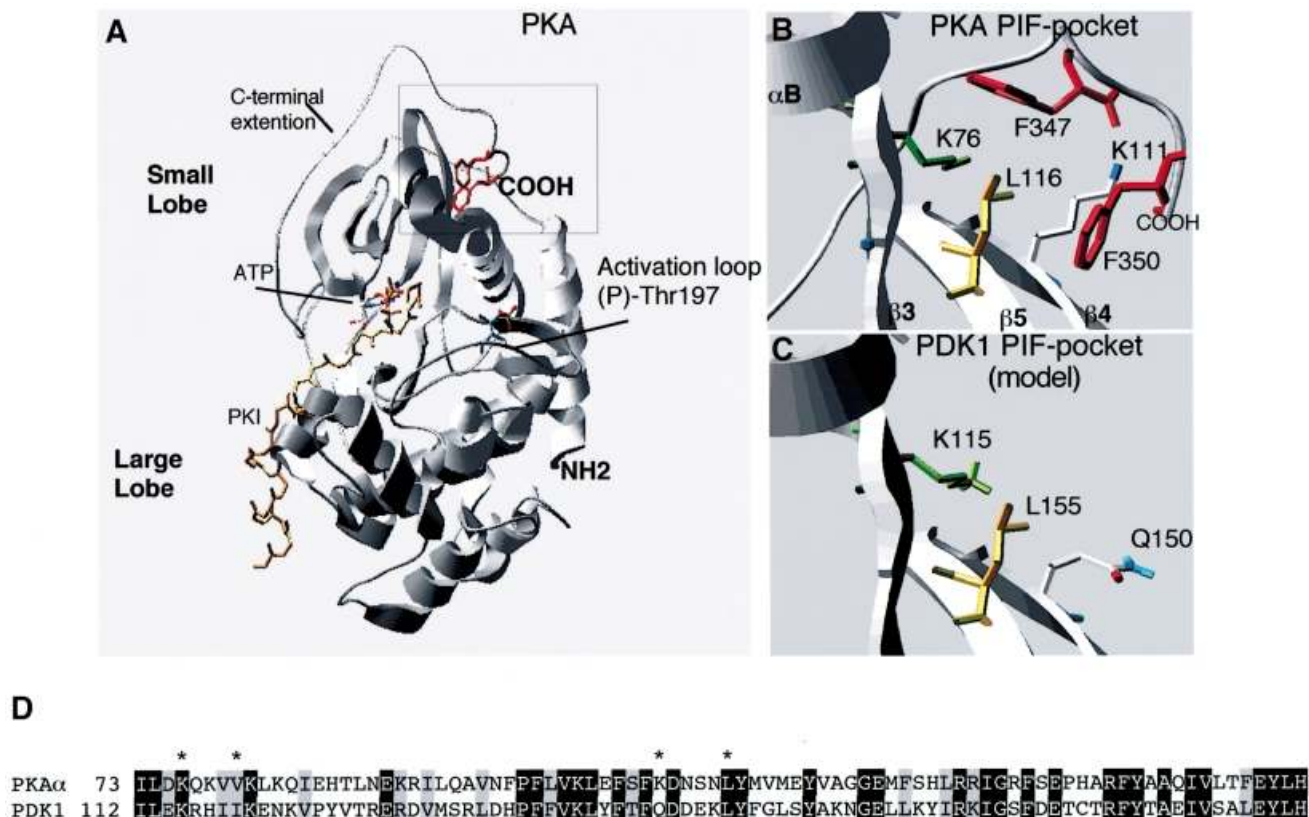 A
PKA
C-terminal
extention
Small
Lobe
COOH
ATP
Activation loop
(P)-Thr197
PKI
Large
Lobe
NH2
B
PKA PIF-pocket
αB
F347
K76
K111
L116
COOH
F350
β3
β5
β4
C
PDK1 PIF-pocket
(model)
K115
L155
Q150
D
* * * *
PKAα 73 ILDKQKVVKLKQIEHTLNEKRILQAVNFPFLVKLEFSFKDNSNLYMVMEYVAGGEMFSHLRRIGRFSEPHARFYAAQIVLTFEYLH
PDK1 112 ILEKRHIIKENKVPYVTRERDVMSRLDHPFFVKLYFTFQDDEKLYFGLSYAKNGELLKYIRKIGSFDETCTRFYTAEIVSALEYLH